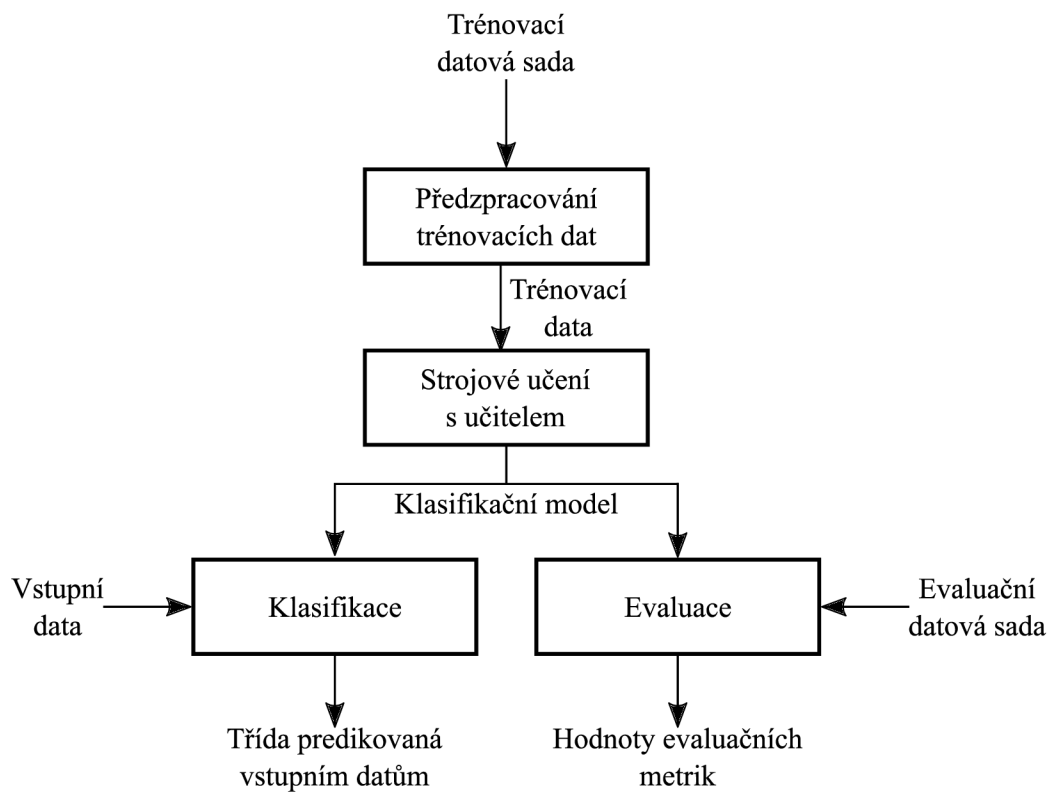 Trénovací
datová sada
Předzpracování
trénovacích dat
Trénovací
data
Strojové učení
s učitelem
Klasifikační model
Vstupní
data
Klasifikace
Evaluace
Evaluační
datová sada
Třída predikovaná
vstupním datům
Hodnoty evaluačních
metrik